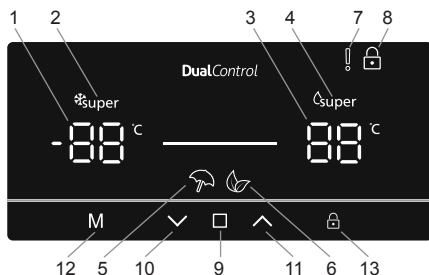 1 2 3 4 7 8
DualControl
super super
-88 °C 88 °C
M
12 5 10 9 11 6 13